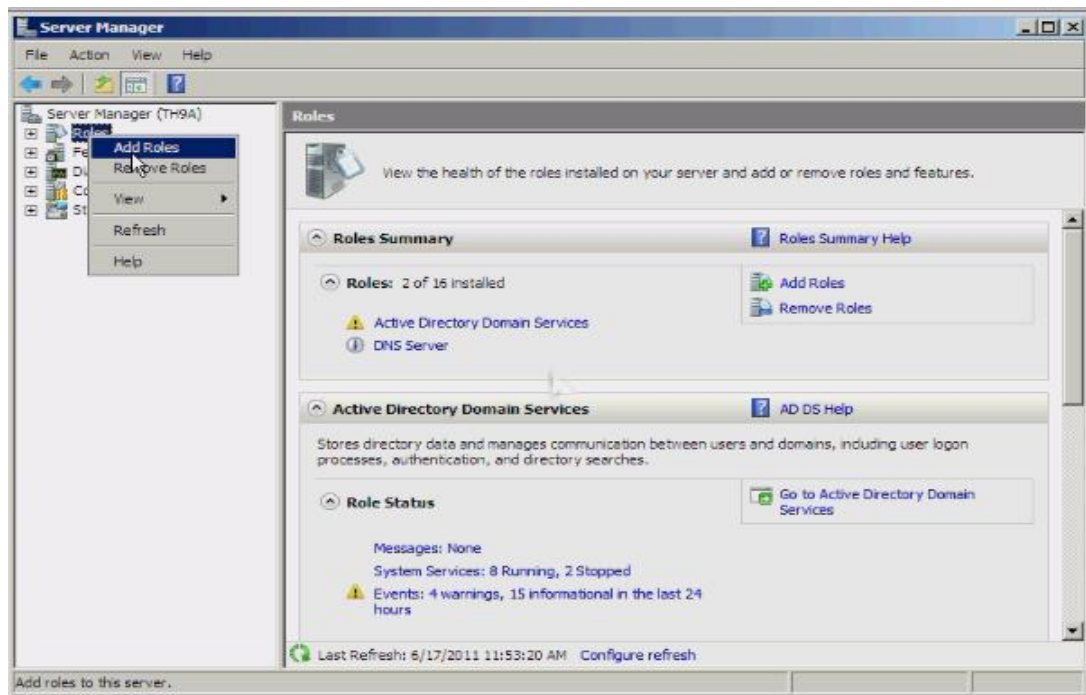 Server Manager
File Action View Help
Server Manager (TH9A)
Roles
Fe
Di
Co
St
Add Roles
Remove Roles
View
Refresh
Help
Roles
View the health of the roles installed on your server and add or remove roles and features.
Roles Summary
Roles Summary Help
Roles: 2 of 16 installed
Add Roles
Remove Roles
Active Directory Domain Services
DNS Server
Active Directory Domain Services
AD DS Help
Stores directory data and manages communication between users and domains, including user logon
processes, authentication, and directory searches.
Role Status
Go to Active Directory Domain
Services
Messages: None
System Services: 8 Running, 2 Stopped
Events: 4 warnings, 15 informational in the last 24
hours
Last Refresh: 6/17/2011 11:53:20 AM Configure refresh
Add roles to this server.